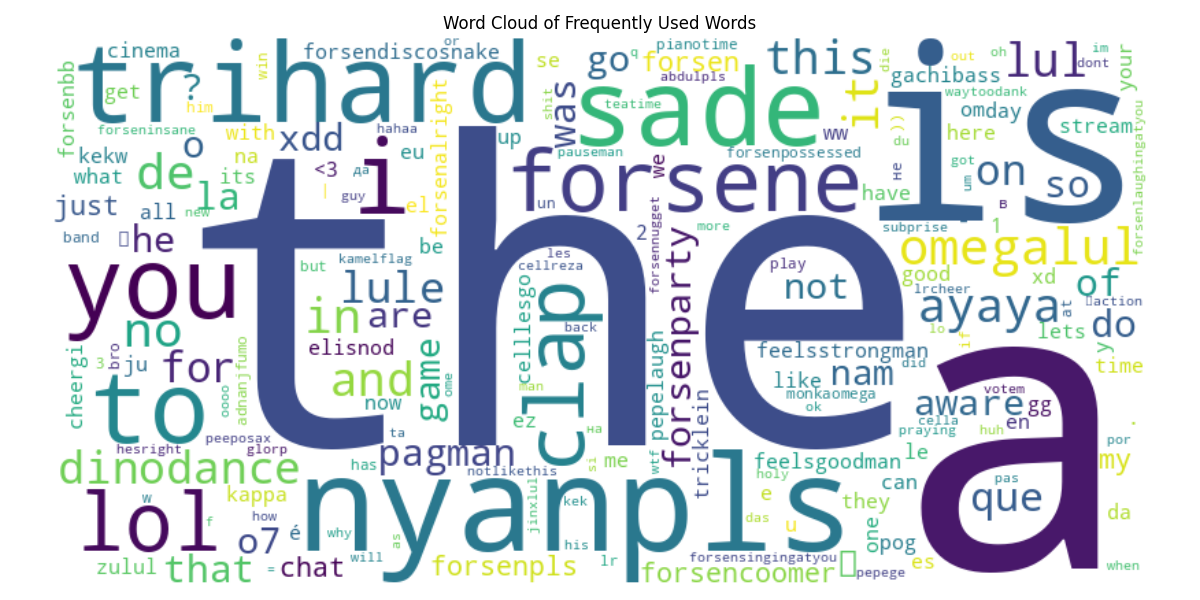 Word Cloud of Frequently Used Words
the
a
is
trihard
nyanpls
you
to
sade
lol
i
forsene
clap
omegalul
this
lul
forsenparty
dinodance
ayaya
and
for
no
in
de
la
lule
are
pagman
that
o7
chat
forsenpls
forsencoomer
que
aware
nam
not
on
so
of
do
it
was
go
forsen
xdd
o
?
cinema
forsendiscosnake
or
win
get
him
forsenbb
forseninsane
with
hahaa
kekw
what
na
its
<3
да
eu
guy
|
el
forsenalright
up
se
shit
teatime
abdulpls
pianotime
q
die
out
oh
im
dont
your
gachibass
waytoodank
omday
here
stream
forsenlaughingatyou
ww
pauseman
we
forsenpossessed
du
))
не
got
um
have
в
1
subprise
just
all
new
band
he
be
kamelflag
but
un
les
cellreza
2
forsennugget
more
play
good
xd
lrcheer
at
action
lets
y
lo
if
time
cheergi
3
bro
ju
oooo
adnanjfumo
elisnod
game
ome
now
celllesgo
back
man
ez
pepelaugh
feelsstrongman
did
like
monkaomega
ok
votem
gg
en
cella
praying
huh
.
por
my
hesright
peeposax
glorp
ta
has
notlikethis
на
si
me
wtf
tricklein
feelsgoodman
le
can
holy
pas
w
kappa
f
how
é
why
as
jinxlul
kek
his
e
they
das
u
one
pog
da
zulul
=
will
lr
forsensingingatyou
pepege
es
when